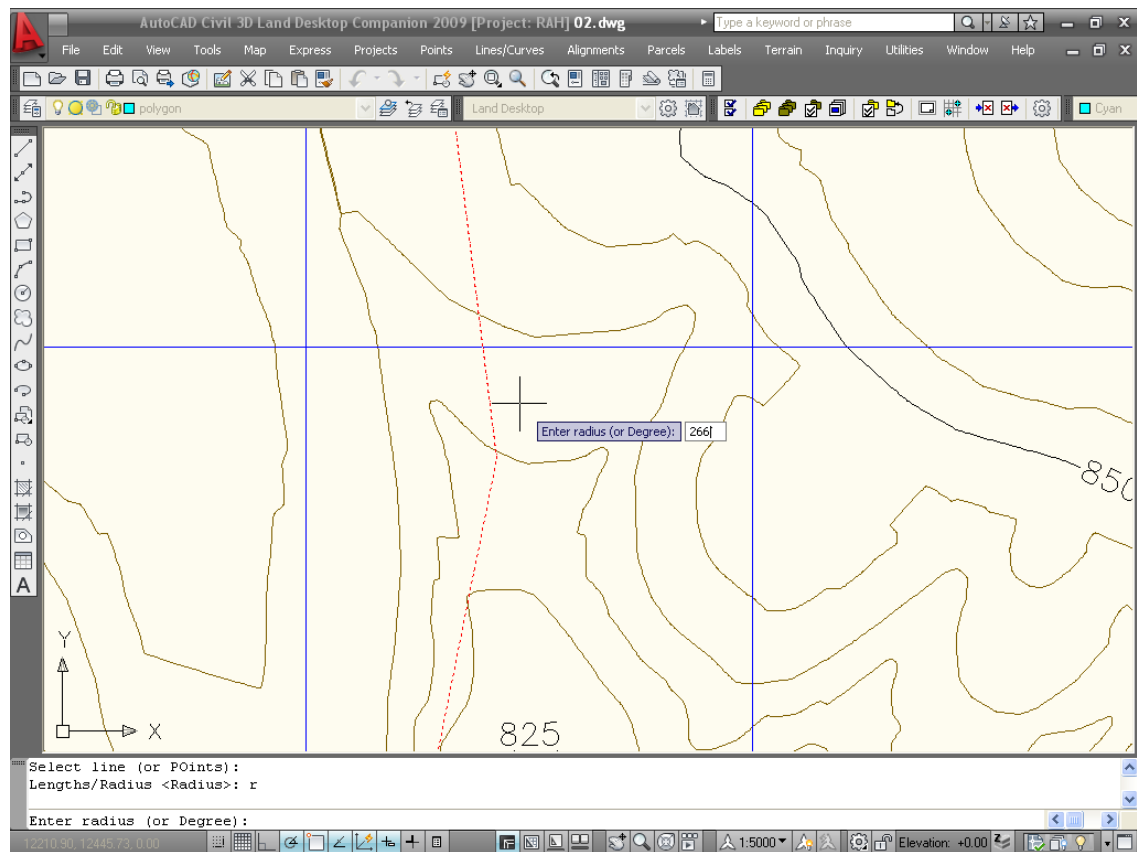 AutoCAD Civil 3D Land Desktop Companion 2009 [Project: RAH] 02.dwg Type a keyword or phrase
File Edit View Tools Map Express Projects Points Lines/Curves Alignments Parcels Labels Terrain Inquiry Utilities Window Help
polygon Land Desktop Cyan
Enter radius (or Degree): 266
850
Y
X
825
Select line (or POints):
Lengths/Radius <Radius>: r
Enter radius (or Degree):
12210.90, 12445.73, 0.00 1:5000 Elevation: +0.00